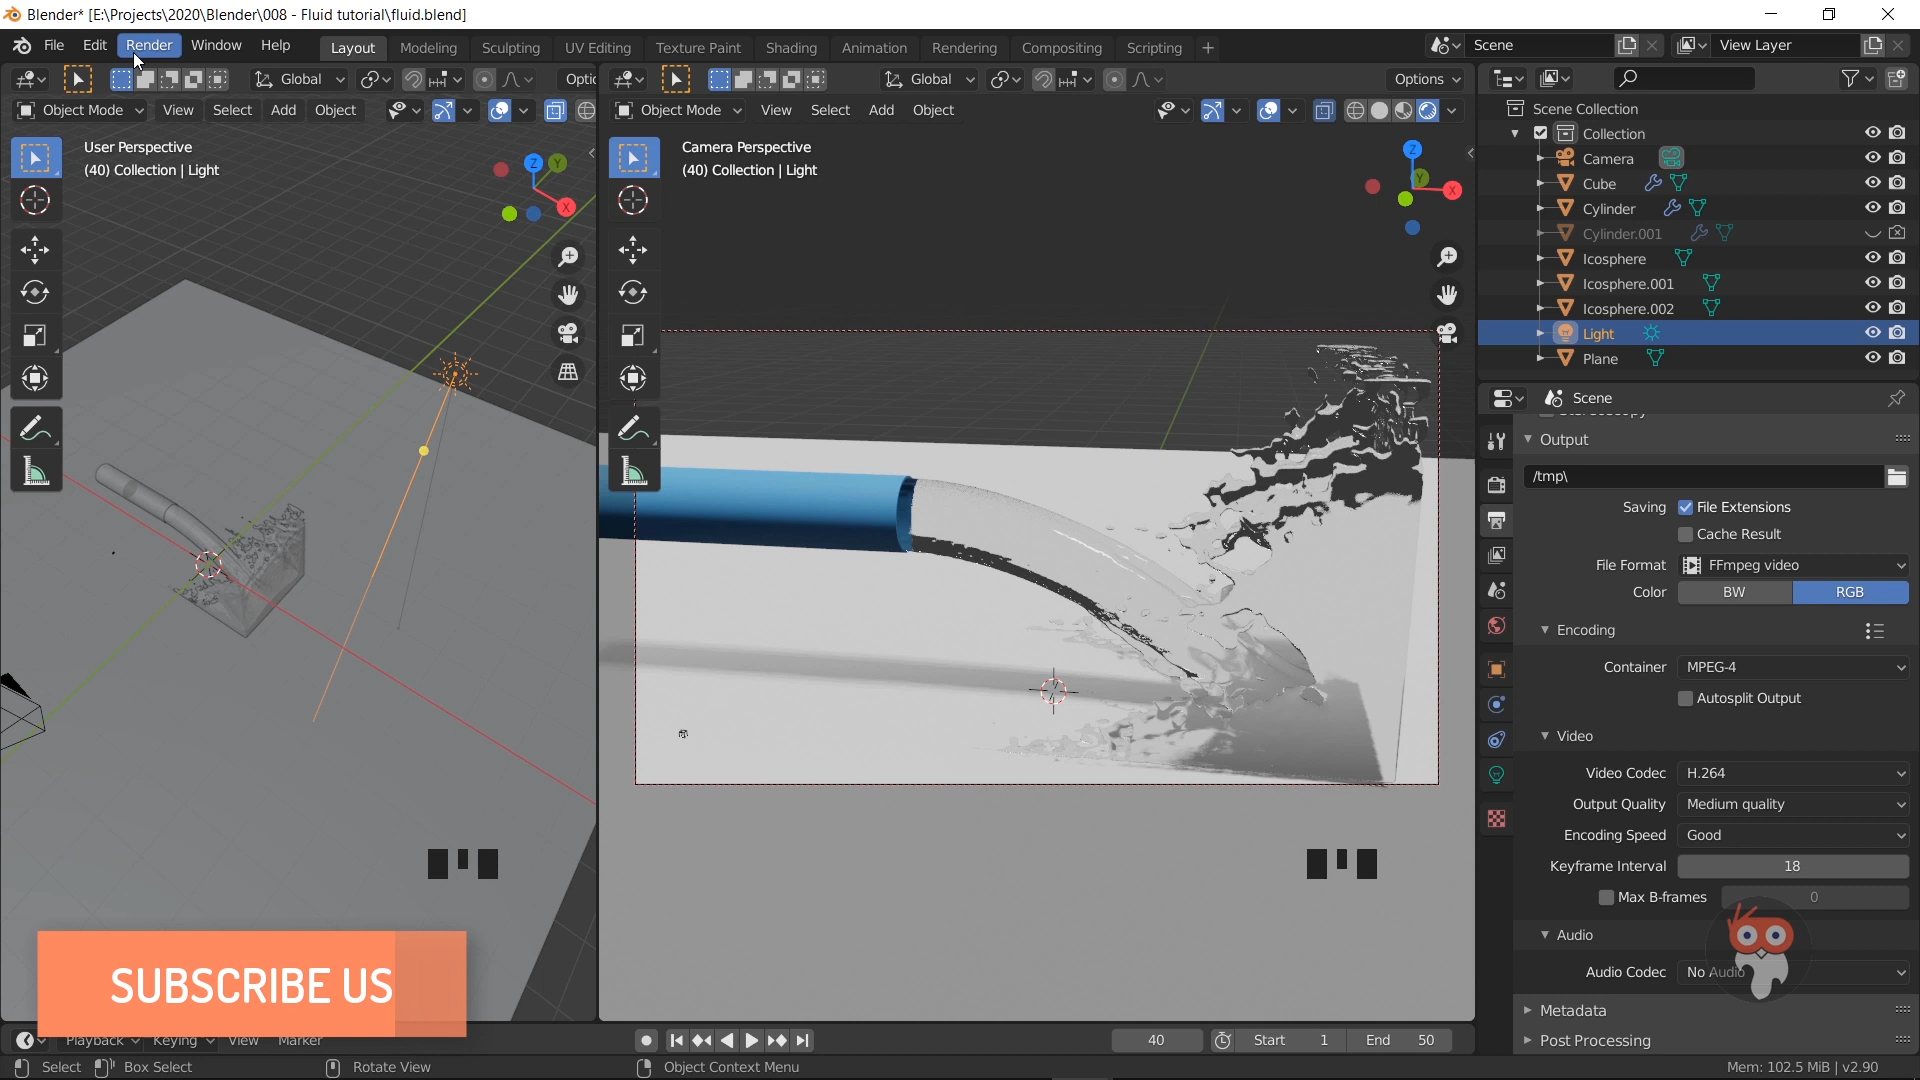 Blender* [E:\Projects\2020\Blender\008 - Fluid tutorial\fluid.blend]
File Edit Render Window Help Layout Modeling Sculpting UV Editing Texture Paint Shading Animation Rendering Compositing Scripting + Scene View Layer
Global Optic Global Options
Object Mode View Select Add Object Object Mode View Select Add Object
Scene Collection
Collection
Camera
Cube
Cylinder
Cylinder.001
Icosphere
Icosphere.001
Icosphere.002
Light
Plane
User Perspective
(40) Collection | Light
Z Y X
Camera Perspective
(40) Collection | Light
Z Y X
Scene
Output
/tmp\
Saving File Extensions
Cache Result
File Format FFmpeg video
Color BW RGB
Encoding
Container MPEG-4
Autosplit Output
Video
Video Codec H.264
Output Quality Medium quality
Encoding Speed Good
Keyframe Interval 18
Max B-frames 0
Audio
Audio Codec No Audio
Metadata
Post Processing
SUBSCRIBE US
Playback Keying View Marker 40 Start 1 End 50
Select Box Select Rotate View Object Context Menu Mem: 102.5 MiB | v2.90